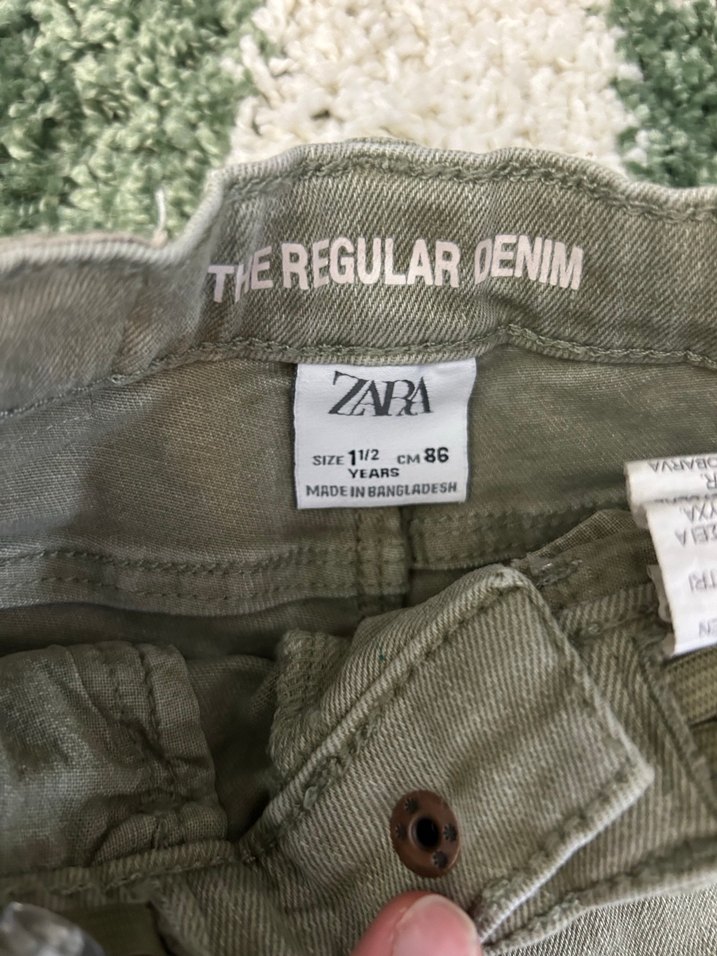 THE REGULAR DENIM
ZARA
SIZE 1 1/2 CM 86
YEARS
MADE IN BANGLADESH